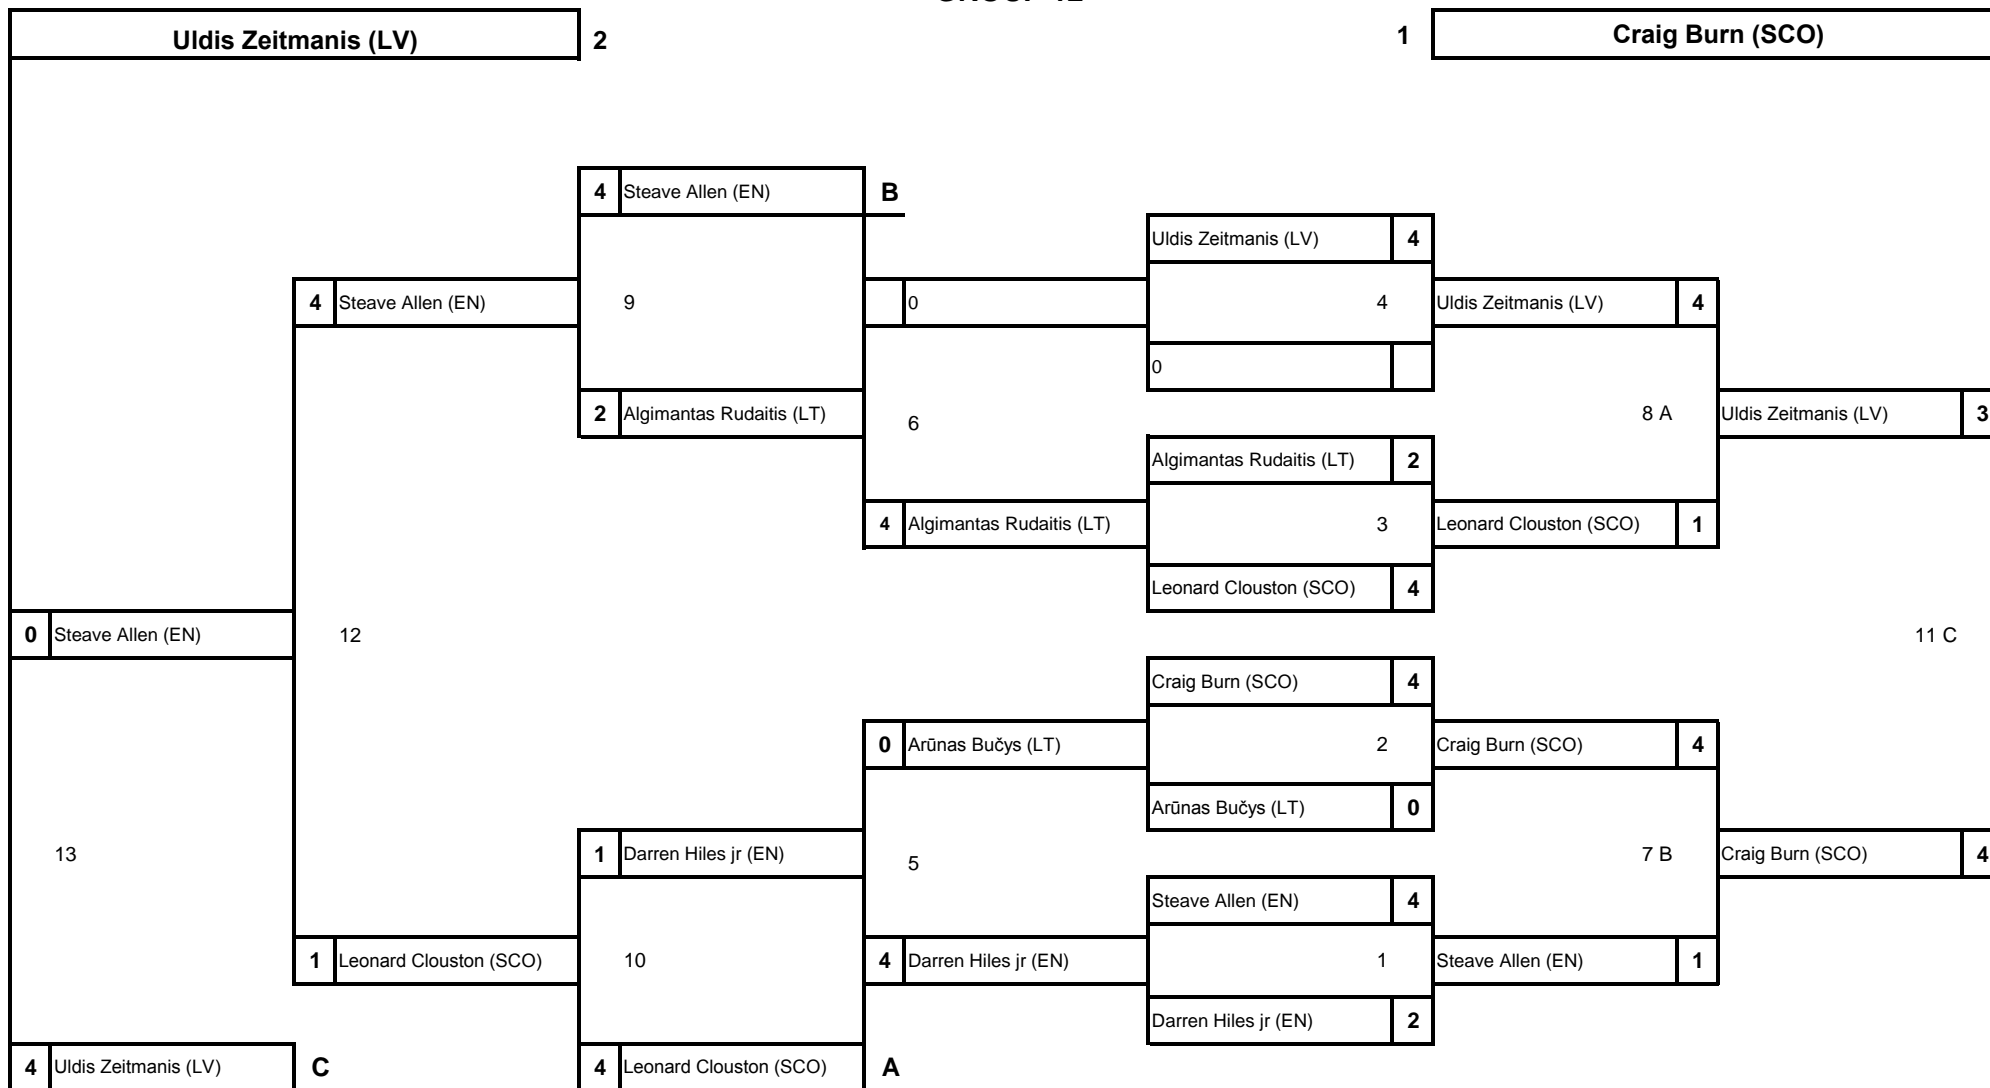 Uldis Zeitmanis (LV) 2 1 Craig Burn (SCO)
4 Steave Allen (EN) B
Uldis Zeitmanis (LV) 4
4 Steave Allen (EN) 9 0 4 Uldis Zeitmanis (LV) 4
0
2 Algimantas Rudaitis (LT) 6 8 A Uldis Zeitmanis (LV) 3
Algimantas Rudaitis (LT) 2
4 Algimantas Rudaitis (LT) 3 Leonard Clouston (SCO) 1
Leonard Clouston (SCO) 4
0 Steave Allen (EN) 12 11 C
Craig Burn (SCO) 4
0 Arūnas Bučys (LT) 2 Craig Burn (SCO) 4
Arūnas Bučys (LT) 0
13 1 Darren Hiles jr (EN) 5 7 B Craig Burn (SCO) 4
Steave Allen (EN) 4
1 Leonard Clouston (SCO) 10 4 Darren Hiles jr (EN) 1 Steave Allen (EN) 1
Darren Hiles jr (EN) 2
4 Uldis Zeitmanis (LV) C 4 Leonard Clouston (SCO) A